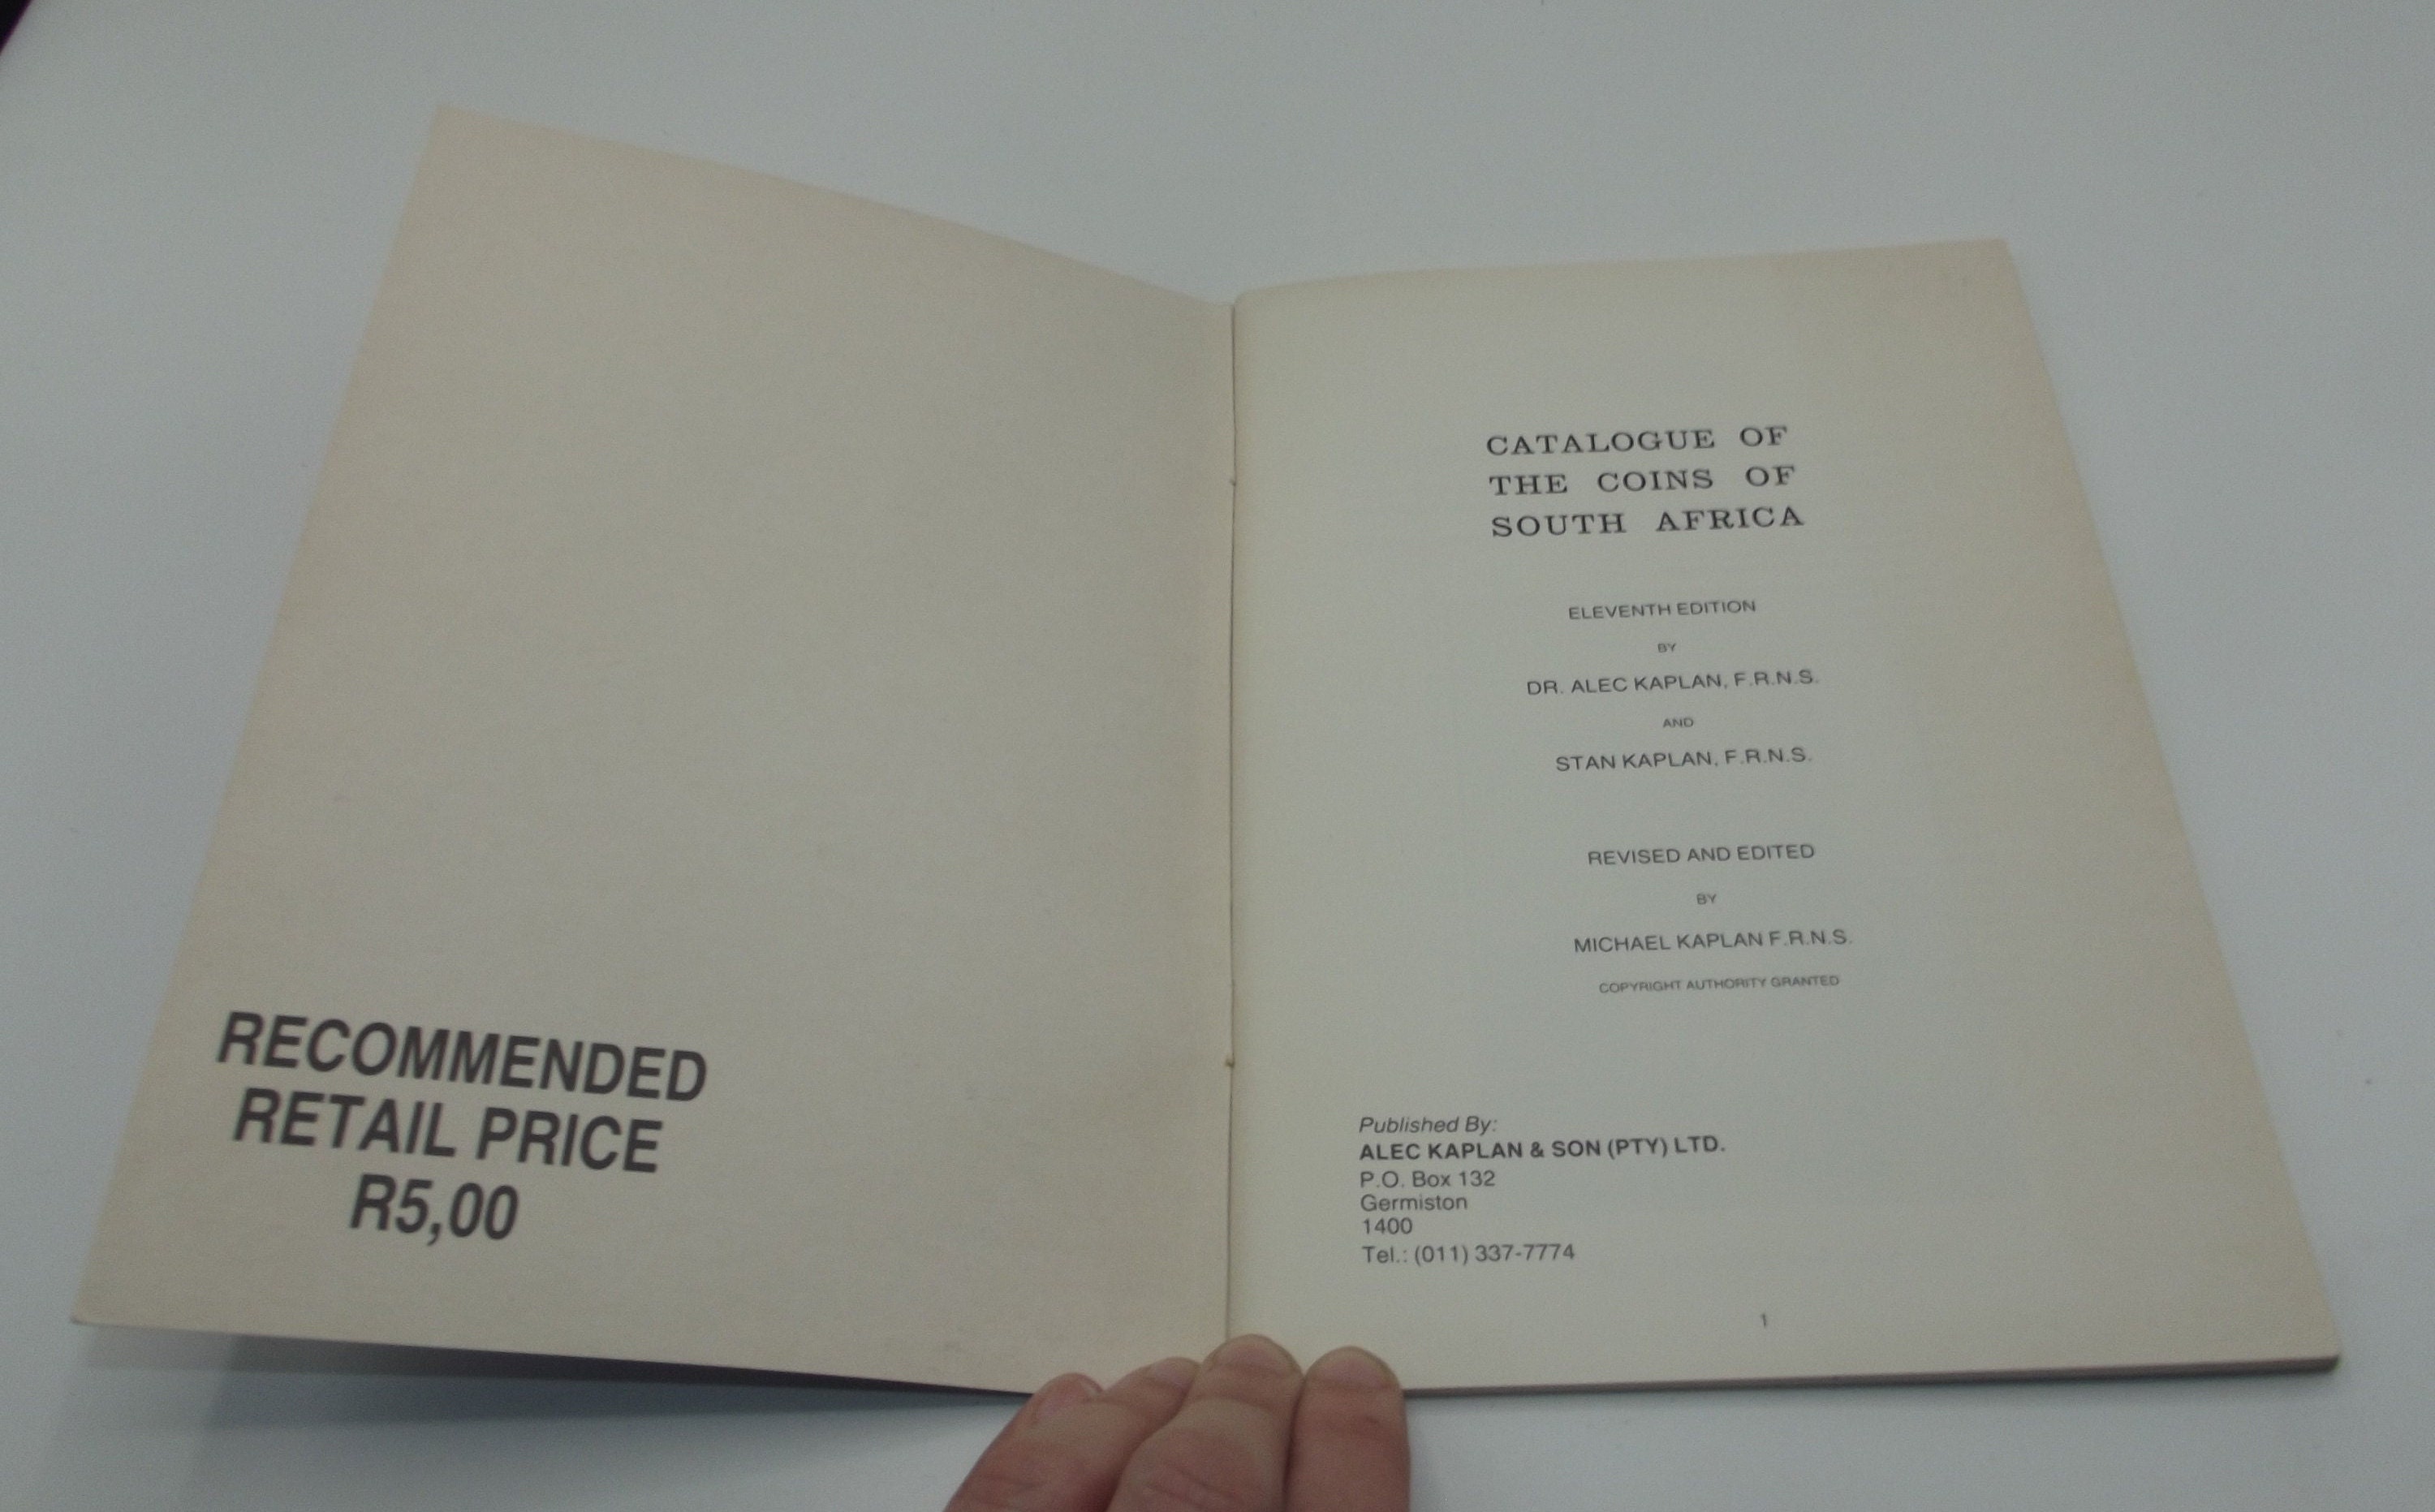 RECOMMENDED
RETAIL PRICE
R5,00
CATALOGUE OF
THE COINS OF
SOUTH AFRICA
ELEVENTH EDITION
BY
DR. ALEC KAPLAN, F.R.N.S.
AND
STAN KAPLAN, F.R.N.S.
REVISED AND EDITED
BY
MICHAEL KAPLAN F.R.N.S.
COPYRIGHT AUTHORITY GRANTED
Published By:
ALEC KAPLAN & SON (PTY) LTD.
P.O. Box 132
Germiston
1400
Tel.: (011) 337-7774
1